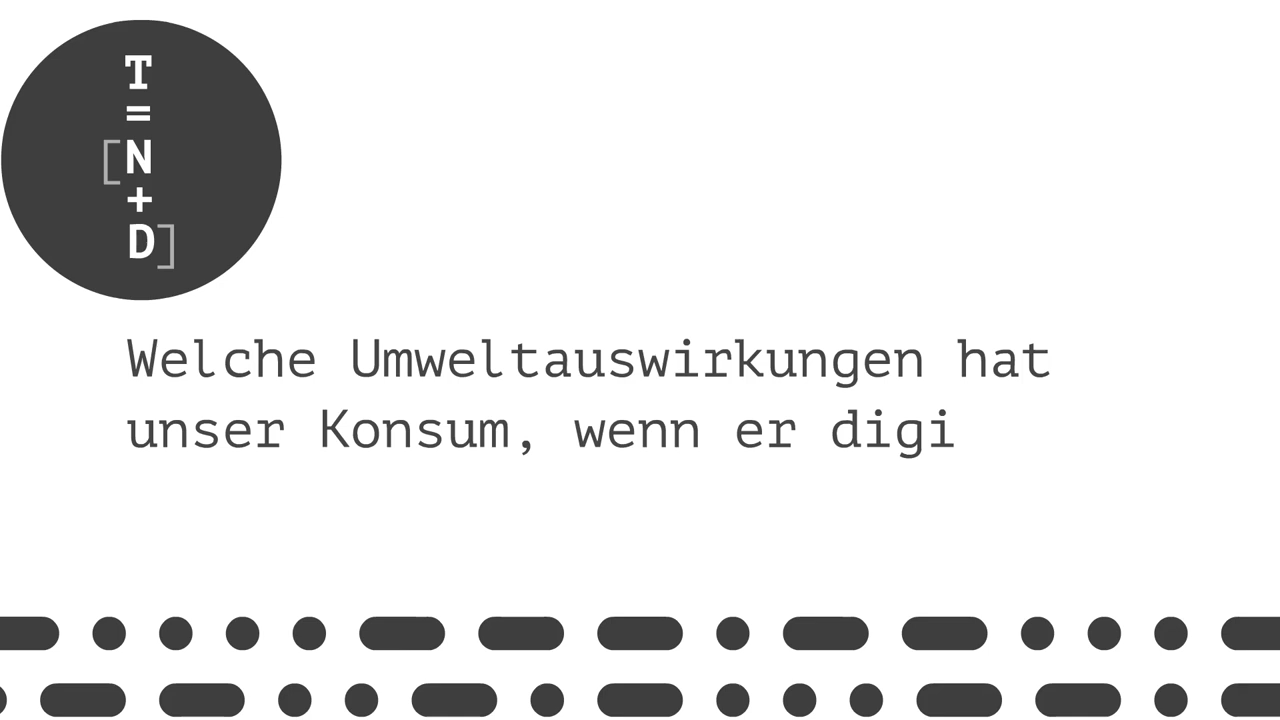 T
=
[N
+
D]
Welche Umweltauswirkungen hat
unser Konsum, wenn er digi